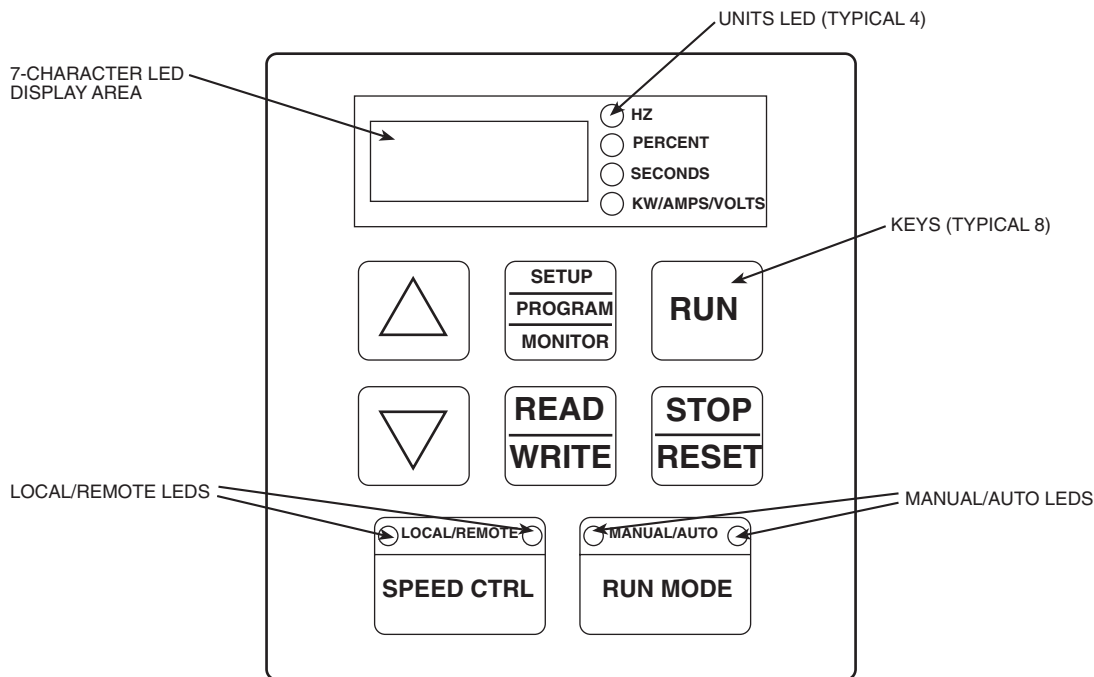 UNITS LED (TYPICAL 4)
7-CHARACTER LED
DISPLAY AREA
HZ
PERCENT
SECONDS
KW/AMPS/VOLTS
KEYS (TYPICAL 8)
SETUP
PROGRAM
MONITOR
RUN
READ
WRITE
STOP
RESET
LOCAL/REMOTE LEDS
MANUAL/AUTO LEDS
LOCAL/REMOTE
SPEED CTRL
MANUAL/AUTO
RUN MODE